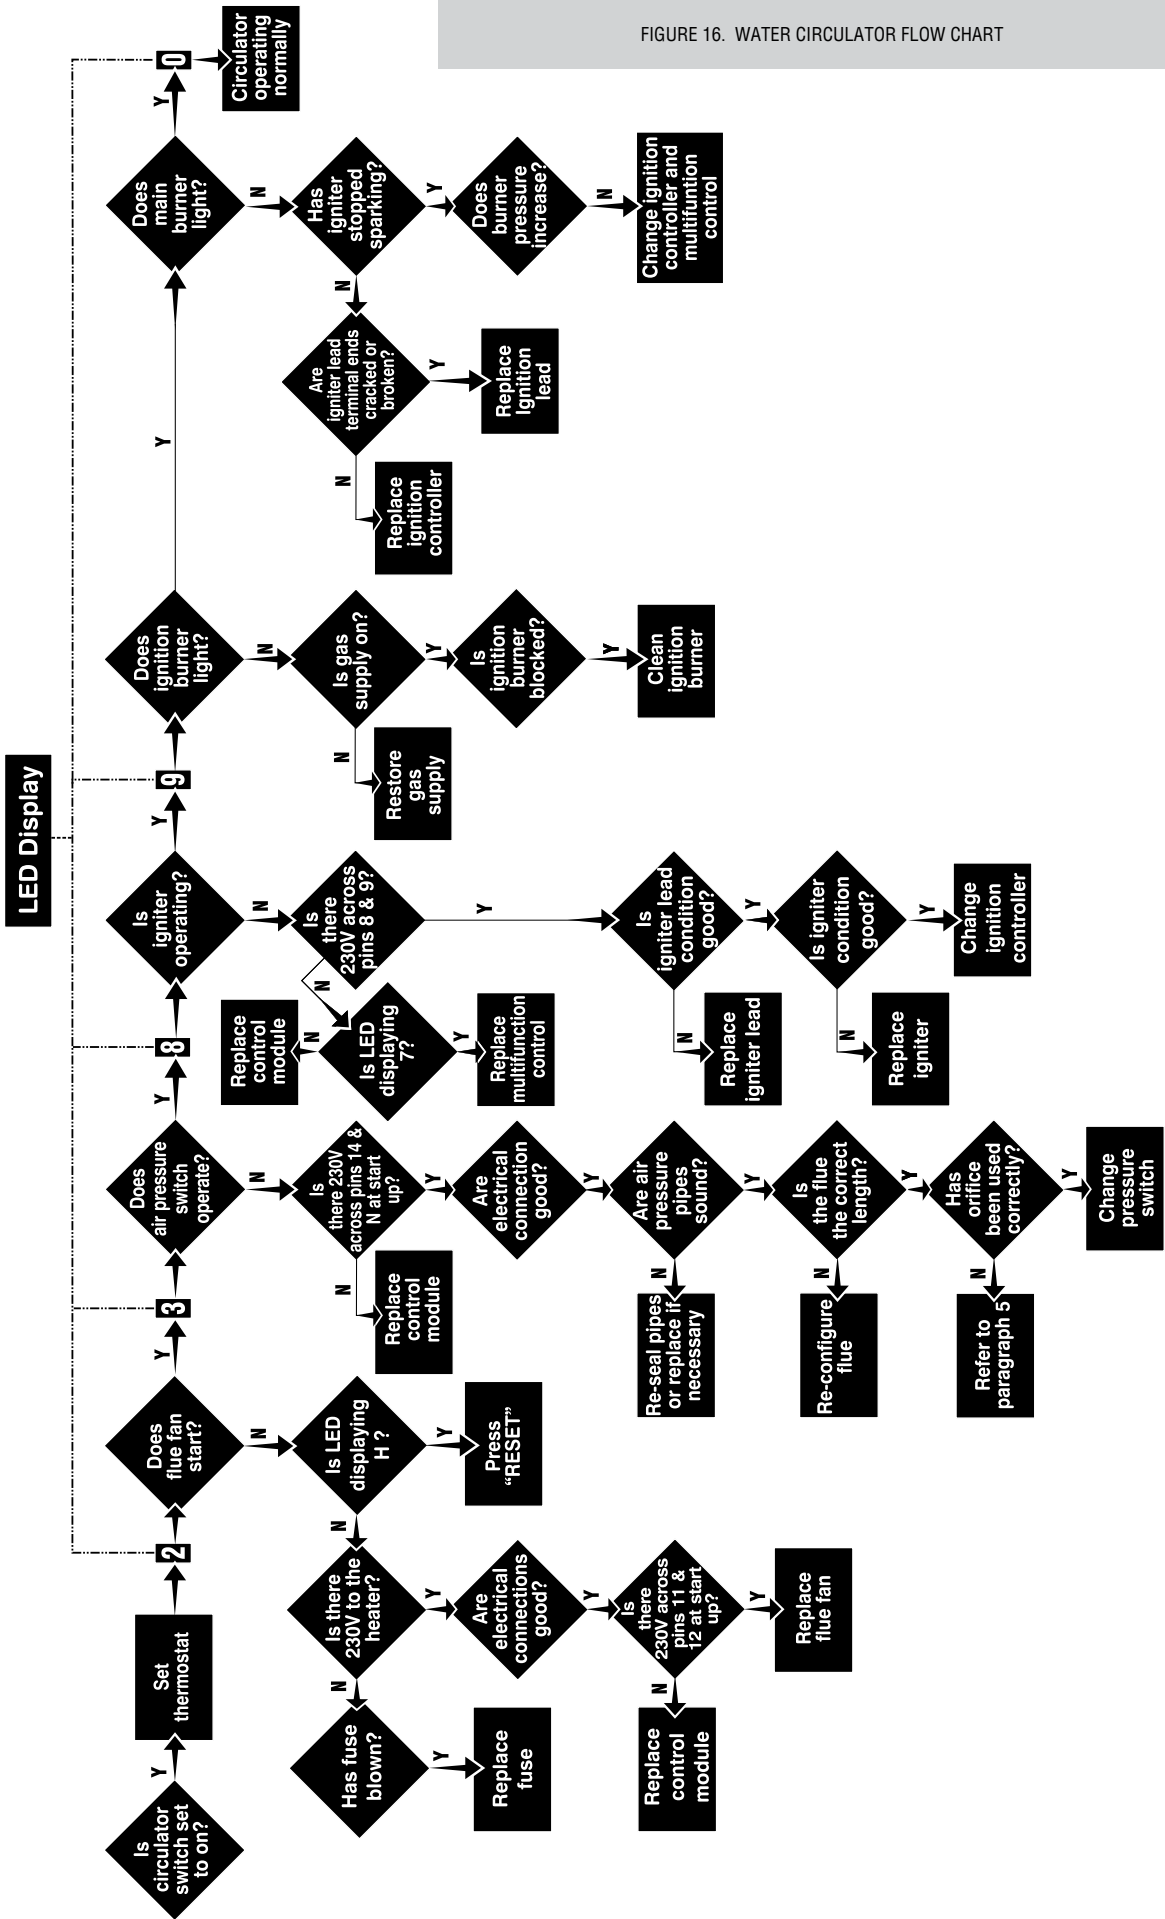 FIGURE 16. WATER CIRCULATOR FLOW CHART
LED Display
Is
circulator
switch set
to on?
Y
Set
thermostat
2
Does
flue fan
start?
Y
3
Does
air pressure
switch
operate?
Y
8
Is
igniter
operating?
Y
9
Does
ignition
burner
light?
Y
Does
main
burner
light?
Y
0
Circulator
operating
normally
N
Is LED
displaying
H ?
Y
Press
“RESET”
N
Is there
230V to the
heater?
N
Has fuse
blown?
Y
Replace
fuse
Y
Are
electrical
connections
good?
Y
Is
there
230V across
pins 11 &
12 at start
up?
N
Replace
control
module
Y
Replace
flue fan
N
Is
there 230V
across pins 14 &
N at start
up?
N
Replace
control
module
Y
Are
electrical
connection
good?
Y
Are air
pressure
pipes
sound?
N
Re-seal pipes
or replace if
necessary
Y
Is
the flue
the correct
length?
N
Re-configure
flue
Y
Has
orifice
been used
correctly?
N
Refer to
paragraph 5
Y
Change
pressure
switch
N
Is
there
230V across
pins 8 & 9?
N
Is LED
displaying
7?
N
Replace
control
module
Y
Replace
multifunction
control
Y
Is
igniter lead
condition
good?
N
Replace
igniter lead
Y
Is igniter
condition
good?
N
Replace
igniter
Y
Change
ignition
controller
N
Is gas
supply on?
N
Restore
gas
supply
Y
Is
ignition
burner
blocked?
Y
Clean
ignition
burner
N
Has
igniter
stopped
sparking?
N
Are
igniter lead
terminal ends
cracked or
broken?
N
Replace
ignition
controller
Y
Replace
Ignition
lead
Y
Does
burner
pressure
increase?
N
Change ignition
controller and
multifuntion
control